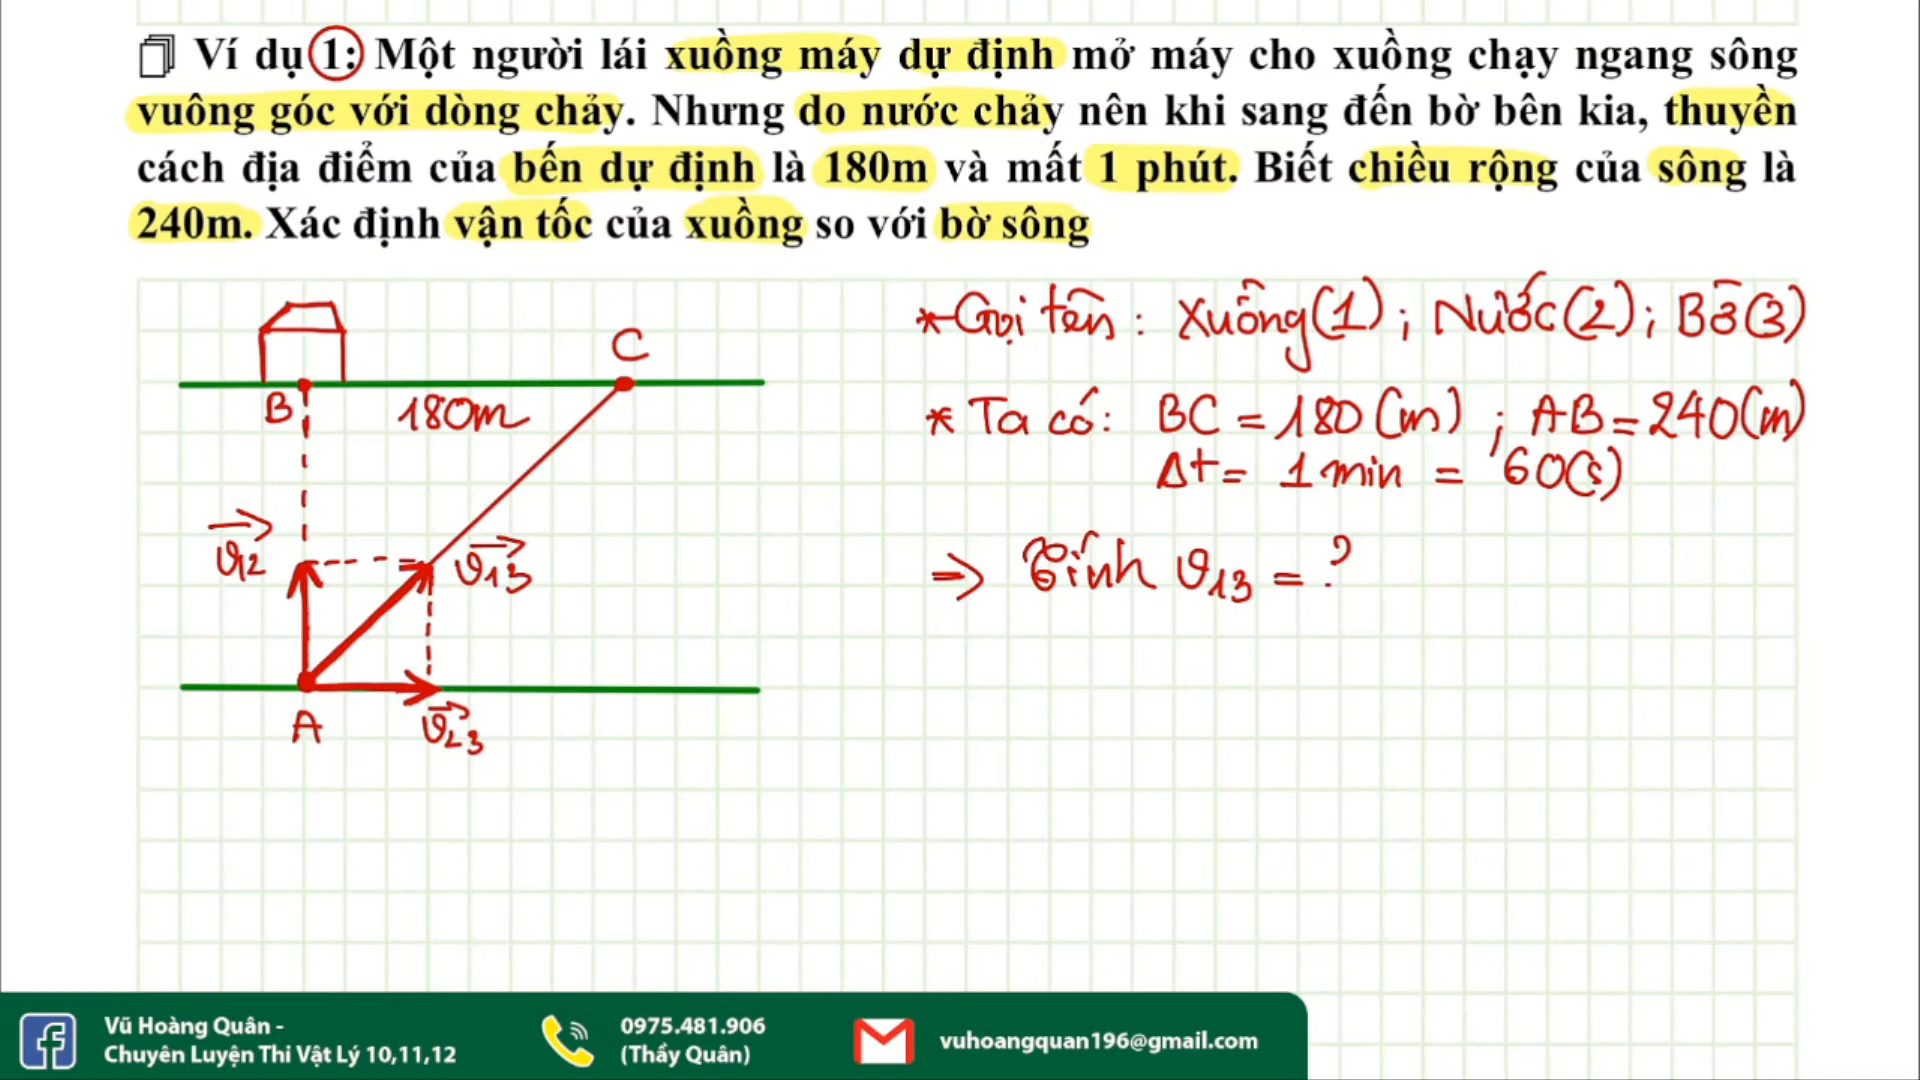 Ví dụ 1: Một người lái xuồng máy dự định mở máy cho xuồng chạy ngang sông
vuông góc với dòng chảy. Nhưng do nước chảy nên khi sang đến bờ bên kia, thuyền
cách địa điểm của bến dự định là 180m và mất 1 phút. Biết chiều rộng của sông là
240m. Xác định vận tốc của xuồng so với bờ sông
* Gọi tên : Xuồng(1) ; Nước(2) ; Bờ(3)
C
B
180m
* Ta có: BC = 180(m) ; AB = 240(m)
Δt = 1 min = 60(s)
v12
v13
⇒ Tính v13 = ?
A
v23
Vũ Hoàng Quân -
Chuyên Luyện Thi Vật Lý 10,11,12
0975.481.906
(Thầy Quân)
vuhoangquan196@gmail.com